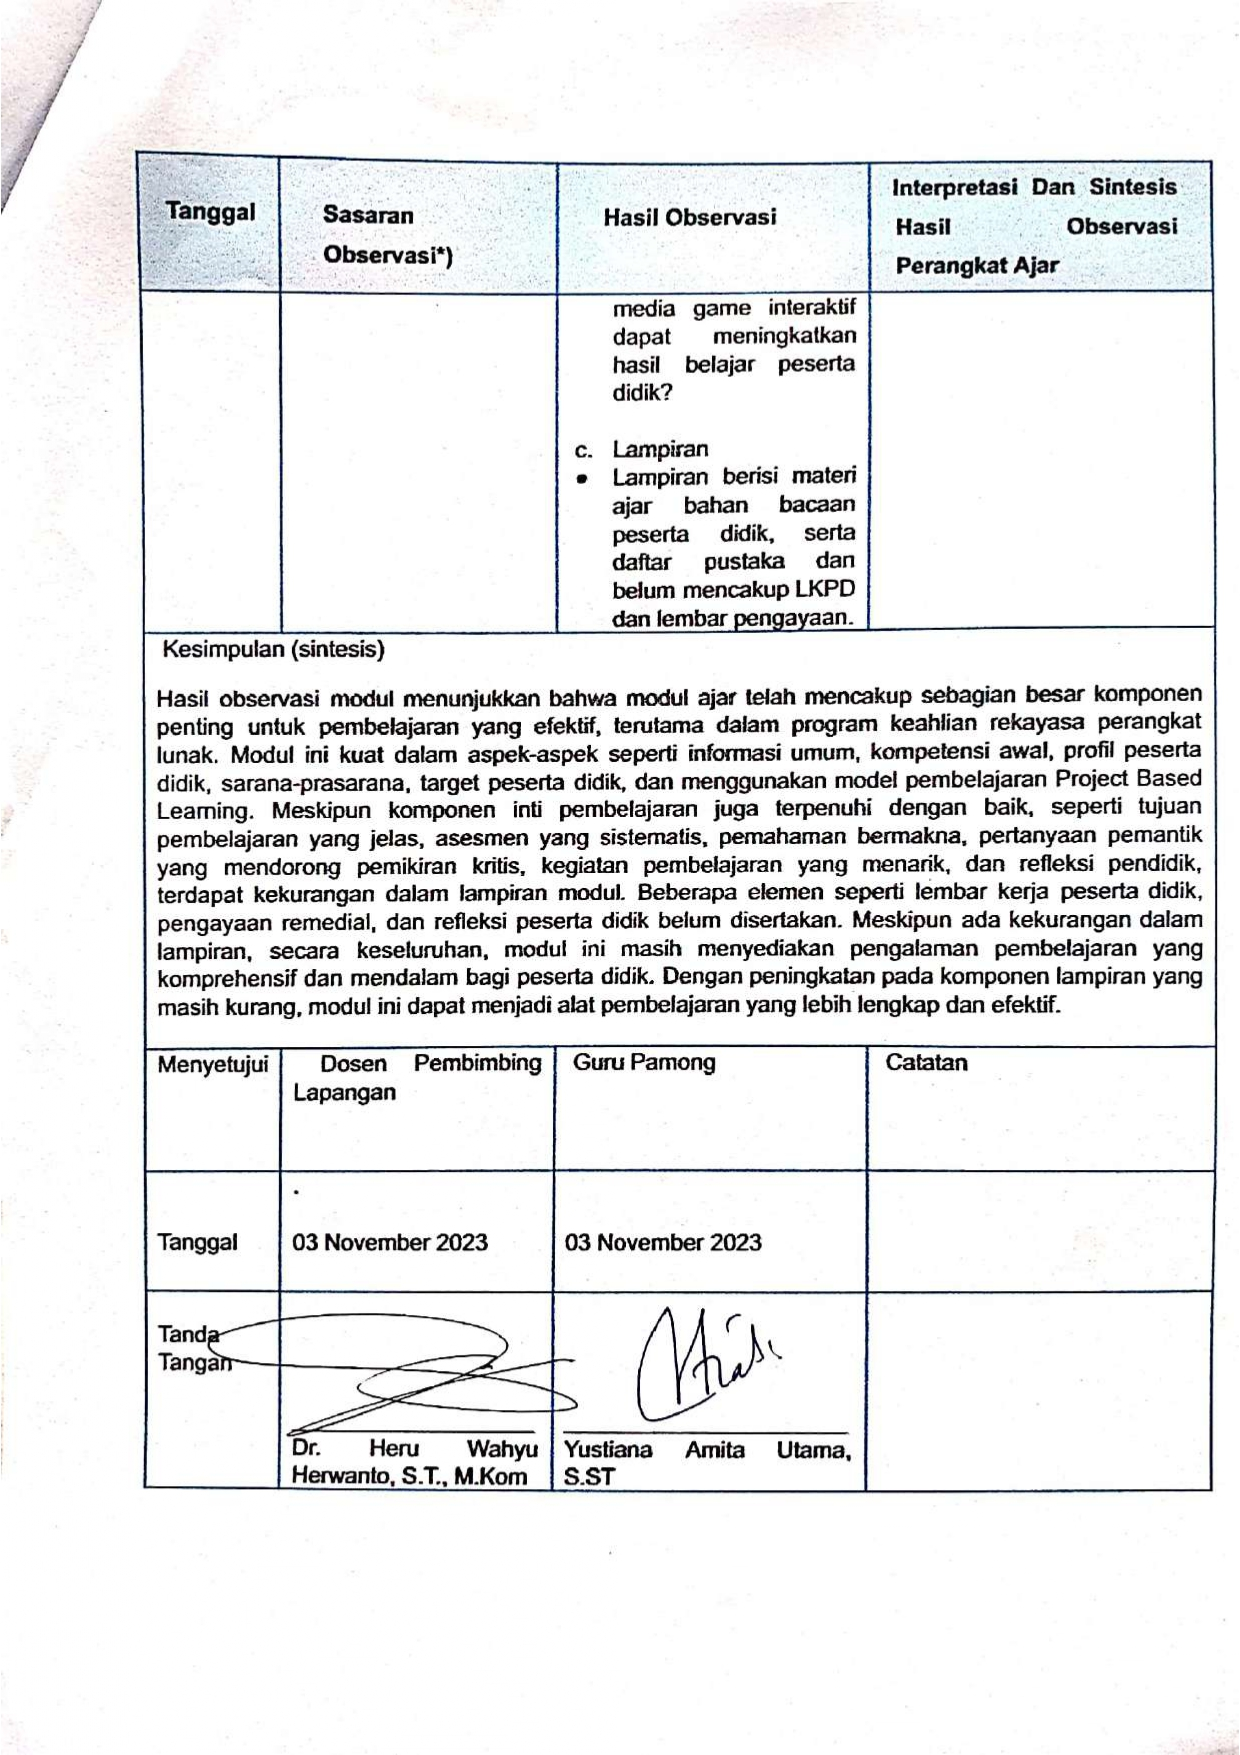 Tanggal
Sasaran
Observasi*)
Hasil Observasi
Interpretasi Dan Sintesis
Hasil Observasi
Perangkat Ajar
media game interaktif
dapat meningkatkan
hasil belajar peserta
didik?
c. Lampiran
• Lampiran berisi materi
ajar bahan bacaan
peserta didik, serta
daftar pustaka dan
belum mencakup LKPD
dan lembar pengayaan.
Kesimpulan (sintesis)
Hasil observasi modul menunjukkan bahwa modul ajar telah mencakup sebagian besar komponen
penting untuk pembelajaran yang efektif, terutama dalam program keahlian rekayasa perangkat
lunak. Modul ini kuat dalam aspek-aspek seperti informasi umum, kompetensi awal, profil peserta
didik, sarana-prasarana, target peserta didik, dan menggunakan model pembelajaran Project Based
Learning. Meskipun komponen inti pembelajaran juga terpenuhi dengan baik, seperti tujuan
pembelajaran yang jelas, asesmen yang sistematis, pemahaman bermakna, pertanyaan pemantik
yang mendorong pemikiran kritis, kegiatan pembelajaran yang menarik, dan refleksi pendidik,
terdapat kekurangan dalam lampiran modul. Beberapa elemen seperti lembar kerja peserta didik,
pengayaan remedial, dan refleksi peserta didik belum disertakan. Meskipun ada kekurangan dalam
lampiran, secara keseluruhan, modul ini masih menyediakan pengalaman pembelajaran yang
komprehensif dan mendalam bagi peserta didik. Dengan peningkatan pada komponen lampiran yang
masih kurang, modul ini dapat menjadi alat pembelajaran yang lebih lengkap dan efektif.
Menyetujui
Dosen Pembimbing
Lapangan
Guru Pamong
Catatan
Tanggal
03 November 2023
03 November 2023
Tanda
Tangan
Dr. Heru Wahyu
Herwanto, S.T., M.Kom
Yustiana Amita Utama,
S.ST